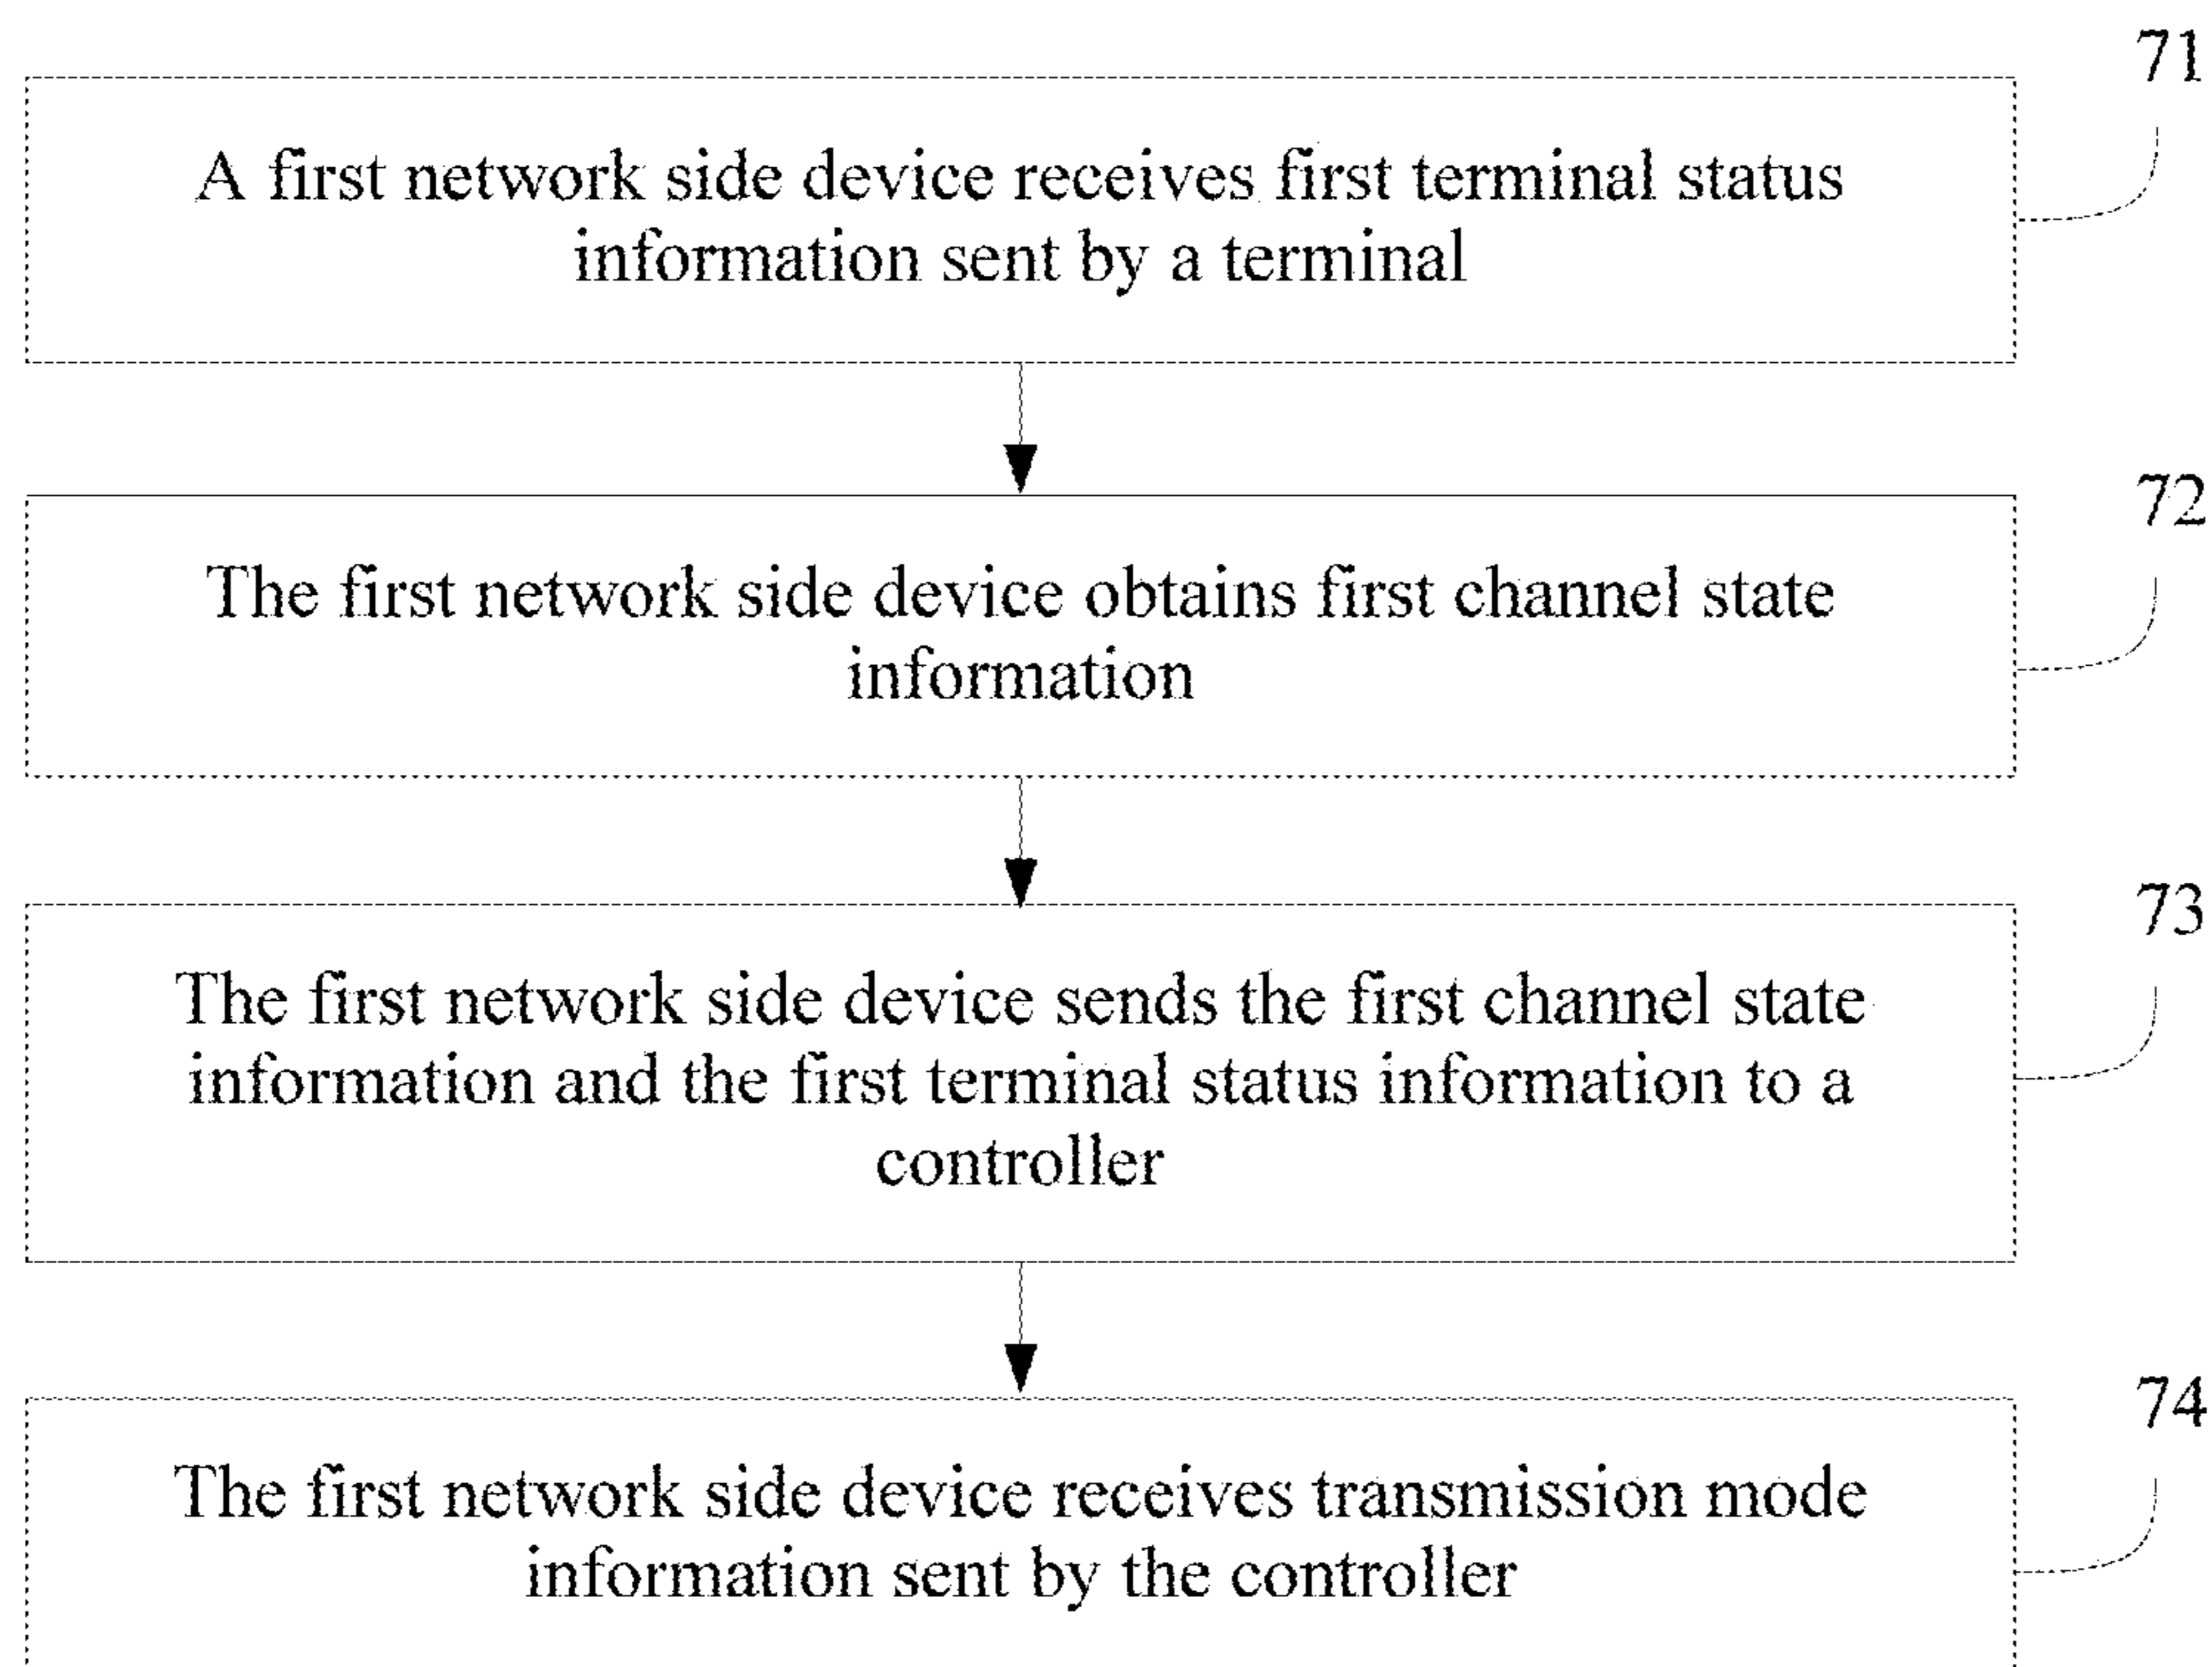 71
A first network side device receives first terminal status
information sent by a terminal
72
The first network side device obtains first channel state
information
73
The first network side device sends the first channel state
information and the first terminal status information to a
controller
74
The first network side device receives transmission mode
information sent by the controller